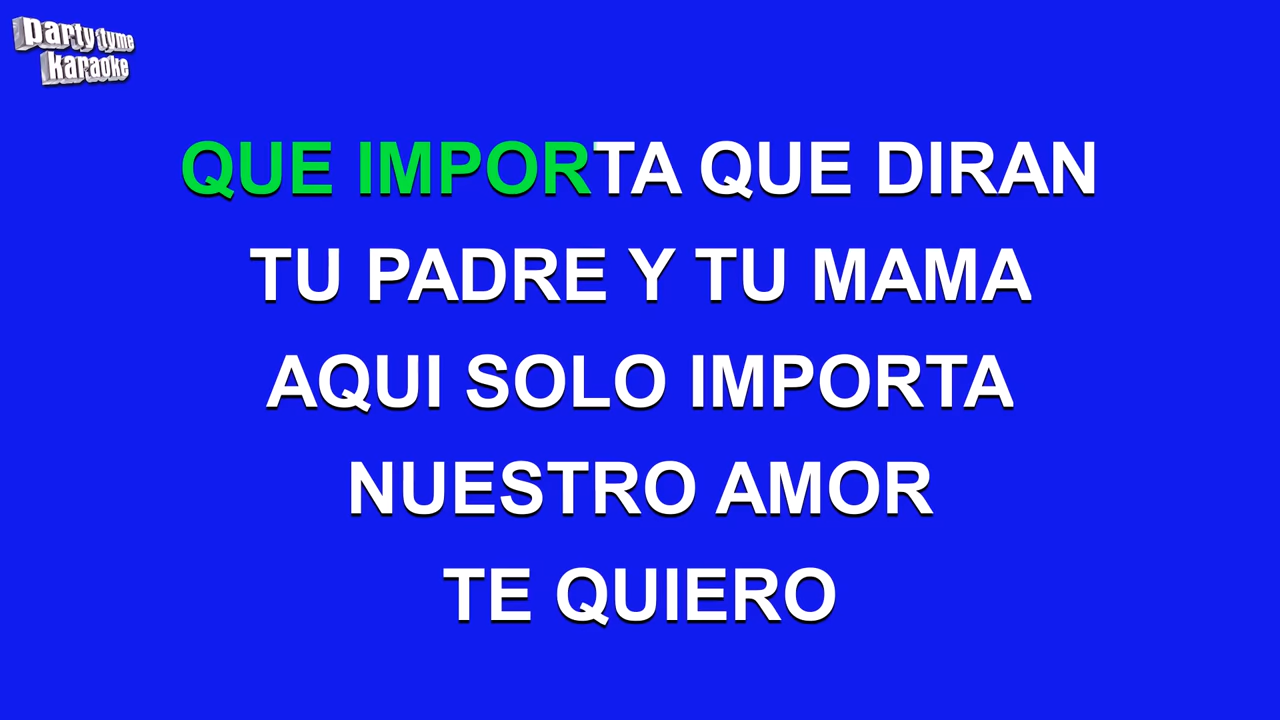 party tyme
karaoke
QUE IMPORTA QUE DIRAN
TU PADRE Y TU MAMA
AQUI SOLO IMPORTA
NUESTRO AMOR
TE QUIERO